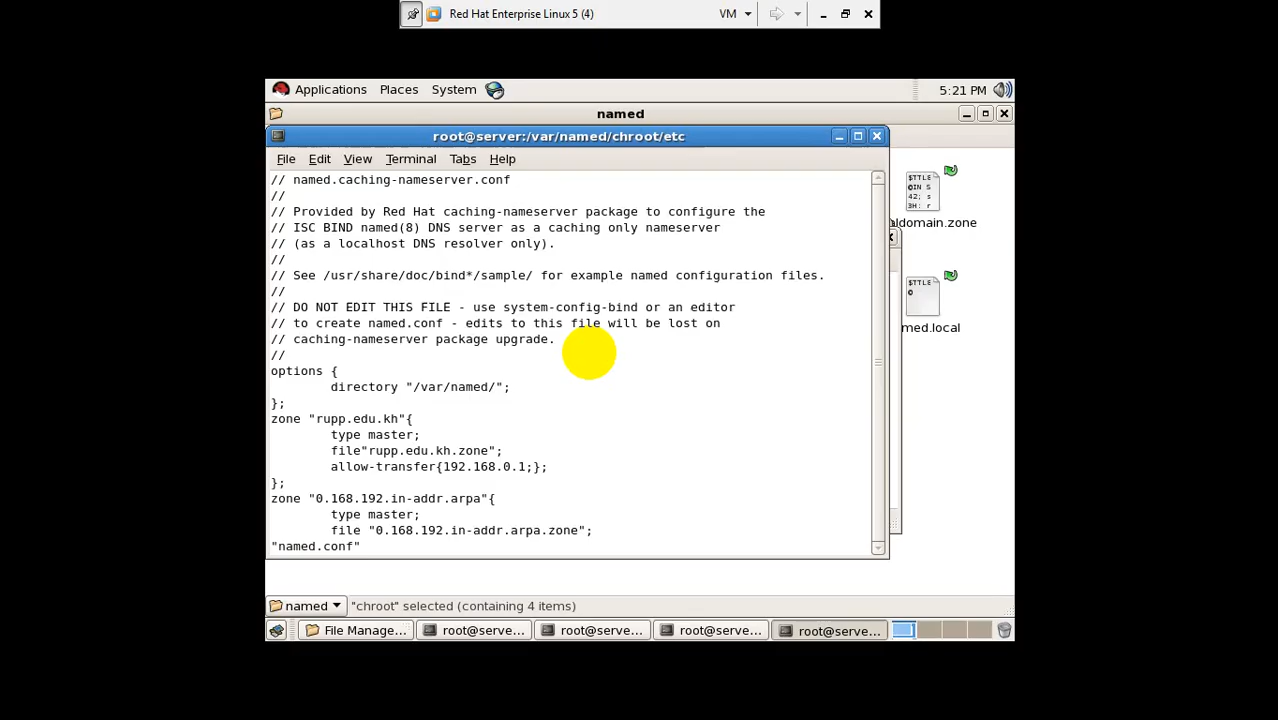 Red Hat Enterprise Linux 5 (4)
VM
Applications Places System
5:21 PM
named
root@server:/var/named/chroot/etc
File Edit View Terminal Tabs Help
// named.caching-nameserver.conf
//
// Provided by Red Hat caching-nameserver package to configure the
// ISC BIND named(8) DNS server as a caching only nameserver
// (as a localhost DNS resolver only).
//
// See /usr/share/doc/bind*/sample/ for example named configuration files.
//
// DO NOT EDIT THIS FILE - use system-config-bind or an editor
// to create named.conf - edits to this file will be lost on
// caching-nameserver package upgrade.
//
options {
directory "/var/named/";
};
zone "rupp.edu.kh"{
type master;
file"rupp.edu.kh.zone";
allow-transfer{192.168.0.1;};
};
zone "0.168.192.in-addr.arpa"{
type master;
file "0.168.192.in-addr.arpa.zone";
"named.conf"
$TTLE
ldomain.zone
$TTLE
med.local
named
"chroot" selected (containing 4 items)
File Manage...
root@serve...
root@serve...
root@serve...
root@serve...